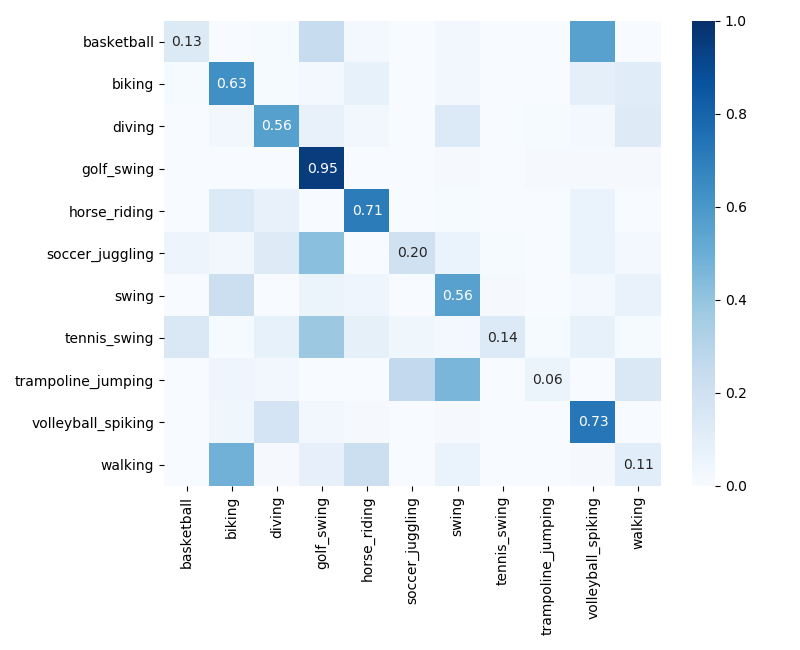 basketball 0.13
biking 0.63
diving 0.56
golf_swing 0.95
horse_riding 0.71
soccer_juggling 0.20
swing 0.56
tennis_swing 0.14
trampoline_jumping 0.06
volleyball_spiking 0.73
walking 0.11
basketball
biking
diving
golf_swing
horse_riding
soccer_juggling
swing
tennis_swing
trampoline_jumping
volleyball_spiking
walking
1.0
0.8
0.6
0.4
0.2
0.0